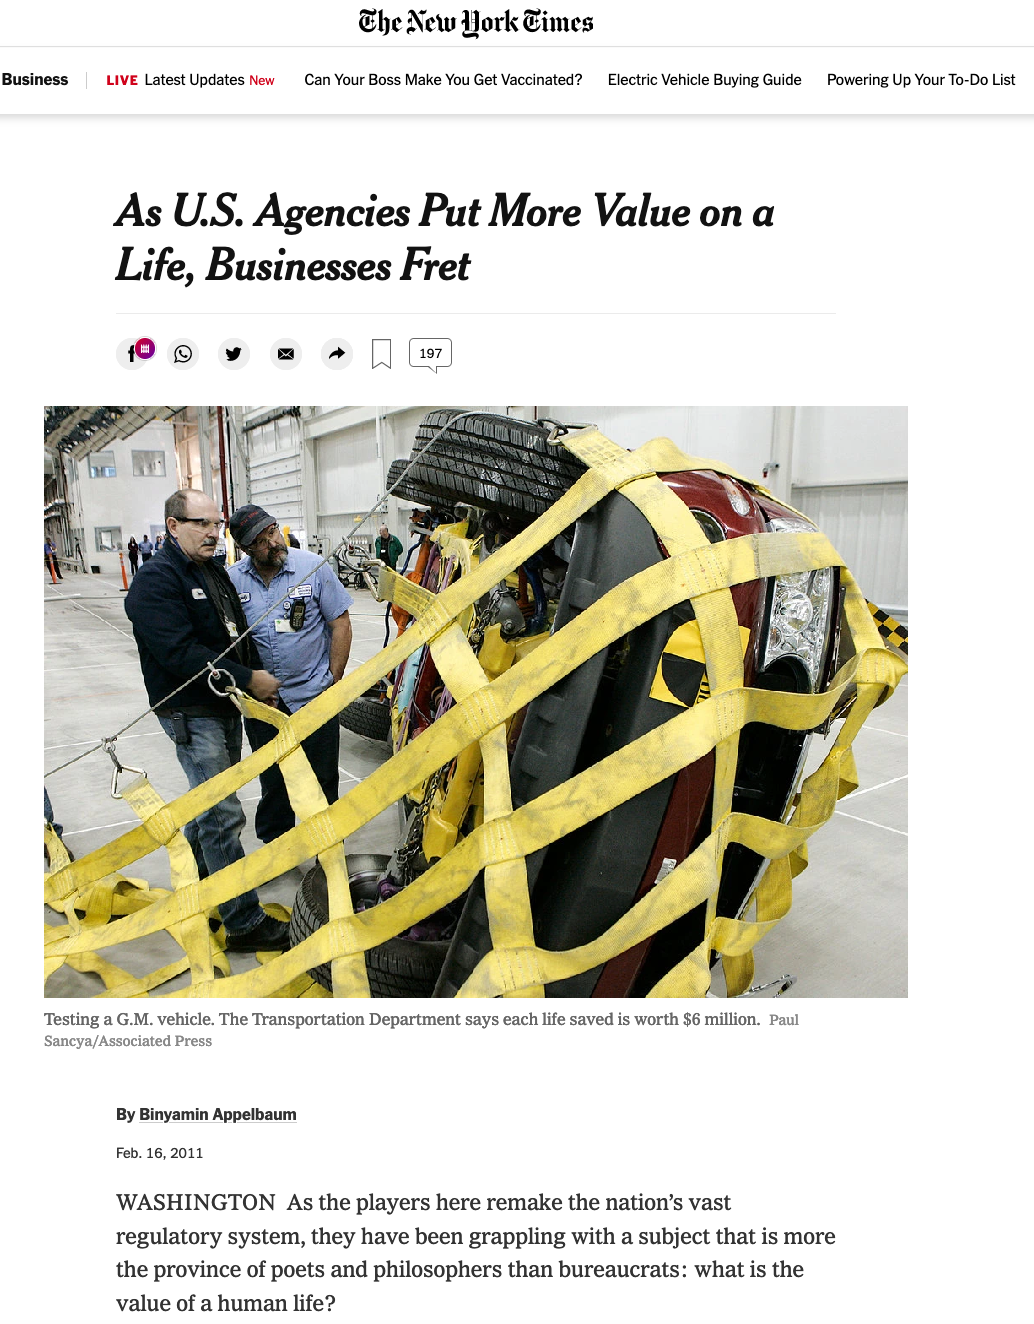 The New York Times
Business LIVE Latest Updates New Can Your Boss Make You Get Vaccinated? Electric Vehicle Buying Guide Powering Up Your To-Do List
As U.S. Agencies Put More Value on a
Life, Businesses Fret
197
Testing a G.M. vehicle. The Transportation Department says each life saved is worth $6 million. Paul
Sancya/Associated Press
By Binyamin Appelbaum
Feb. 16, 2011
WASHINGTON As the players here remake the nation’s vast
regulatory system, they have been grappling with a subject that is more
the province of poets and philosophers than bureaucrats: what is the
value of a human life?